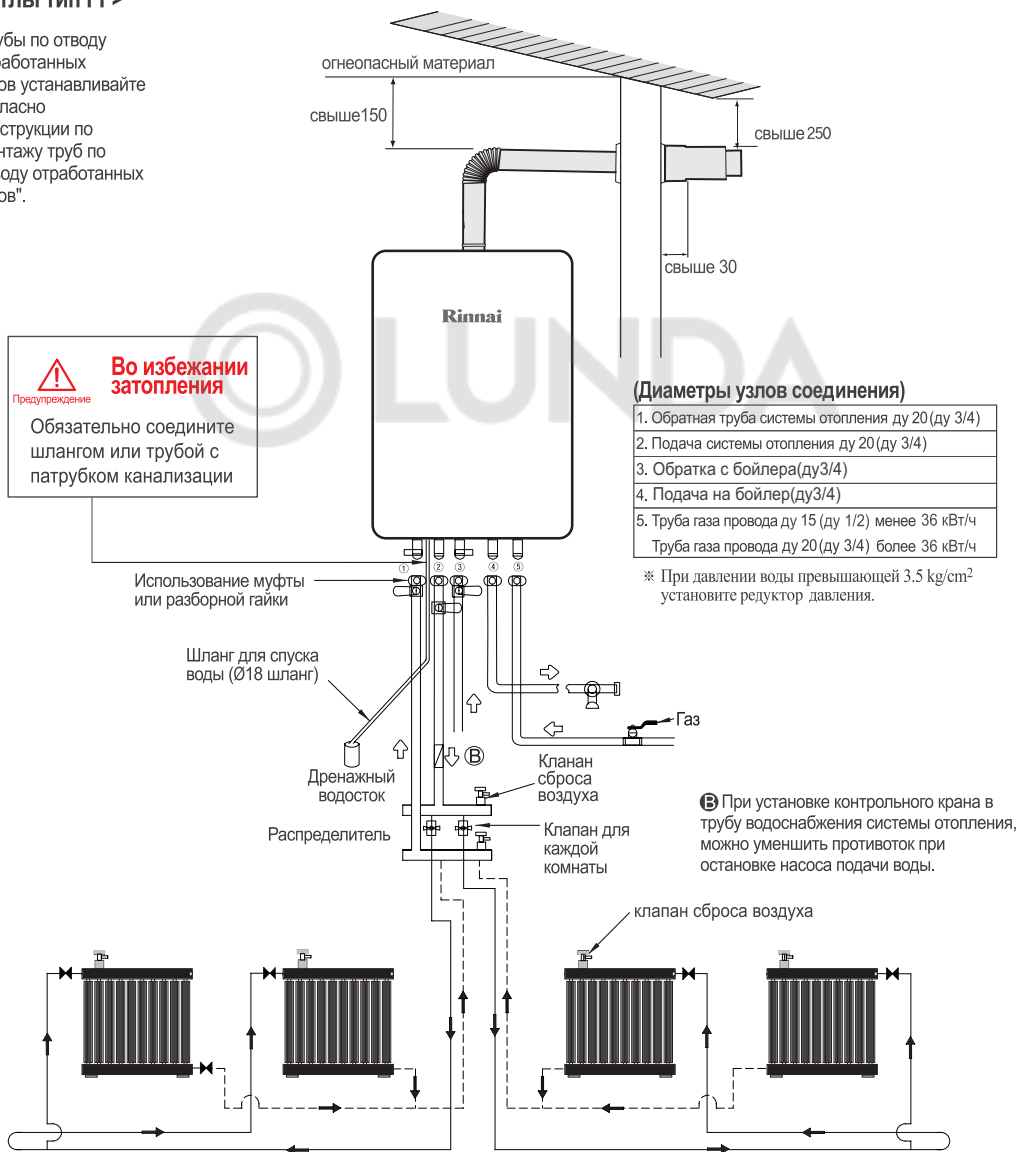 убы по отводу
работанных
ов устанавливайте
ласно
струкции по
нтажу труб по
воду отработанных
ов".
огнеопасный материал
свыше150
свыше 250
свыше 30
Rinnai
LUNDA
Предупреждение
Во избежании
затопления
Обязательно соедините
шлангом или трубой с
патрубком канализации
(Диаметры узлов соединения)
1. Обратная труба системы отопления ду 20 (ду 3/4)
2. Подача системы отопления ду 20 (ду 3/4)
3. Обратка с бойлера(ду3/4)
4. Подача на бойлер(ду3/4)
5. Труба газа провода ду 15 (ду 1/2) менее 36 кВт/ч
Труба газа провода ду 20 (ду 3/4) более 36 кВт/ч
※ При давлении воды превышающей 3.5 kg/cm²
установите редуктор давления.
① ② ③ ④ ⑤
Использование муфты
или разборной гайки
Шланг для спуска
воды (Ø18 шланг)
Газ
B
Дренажный
водосток
Кланан
сброса
воздуха
Распределитель
Клапан для
каждой
комнаты
B При установке контрольного крана в
трубу водоснабжения системы отопления,
можно уменьшить противоток при
остановке насоса подачи воды.
клапан сброса воздуха